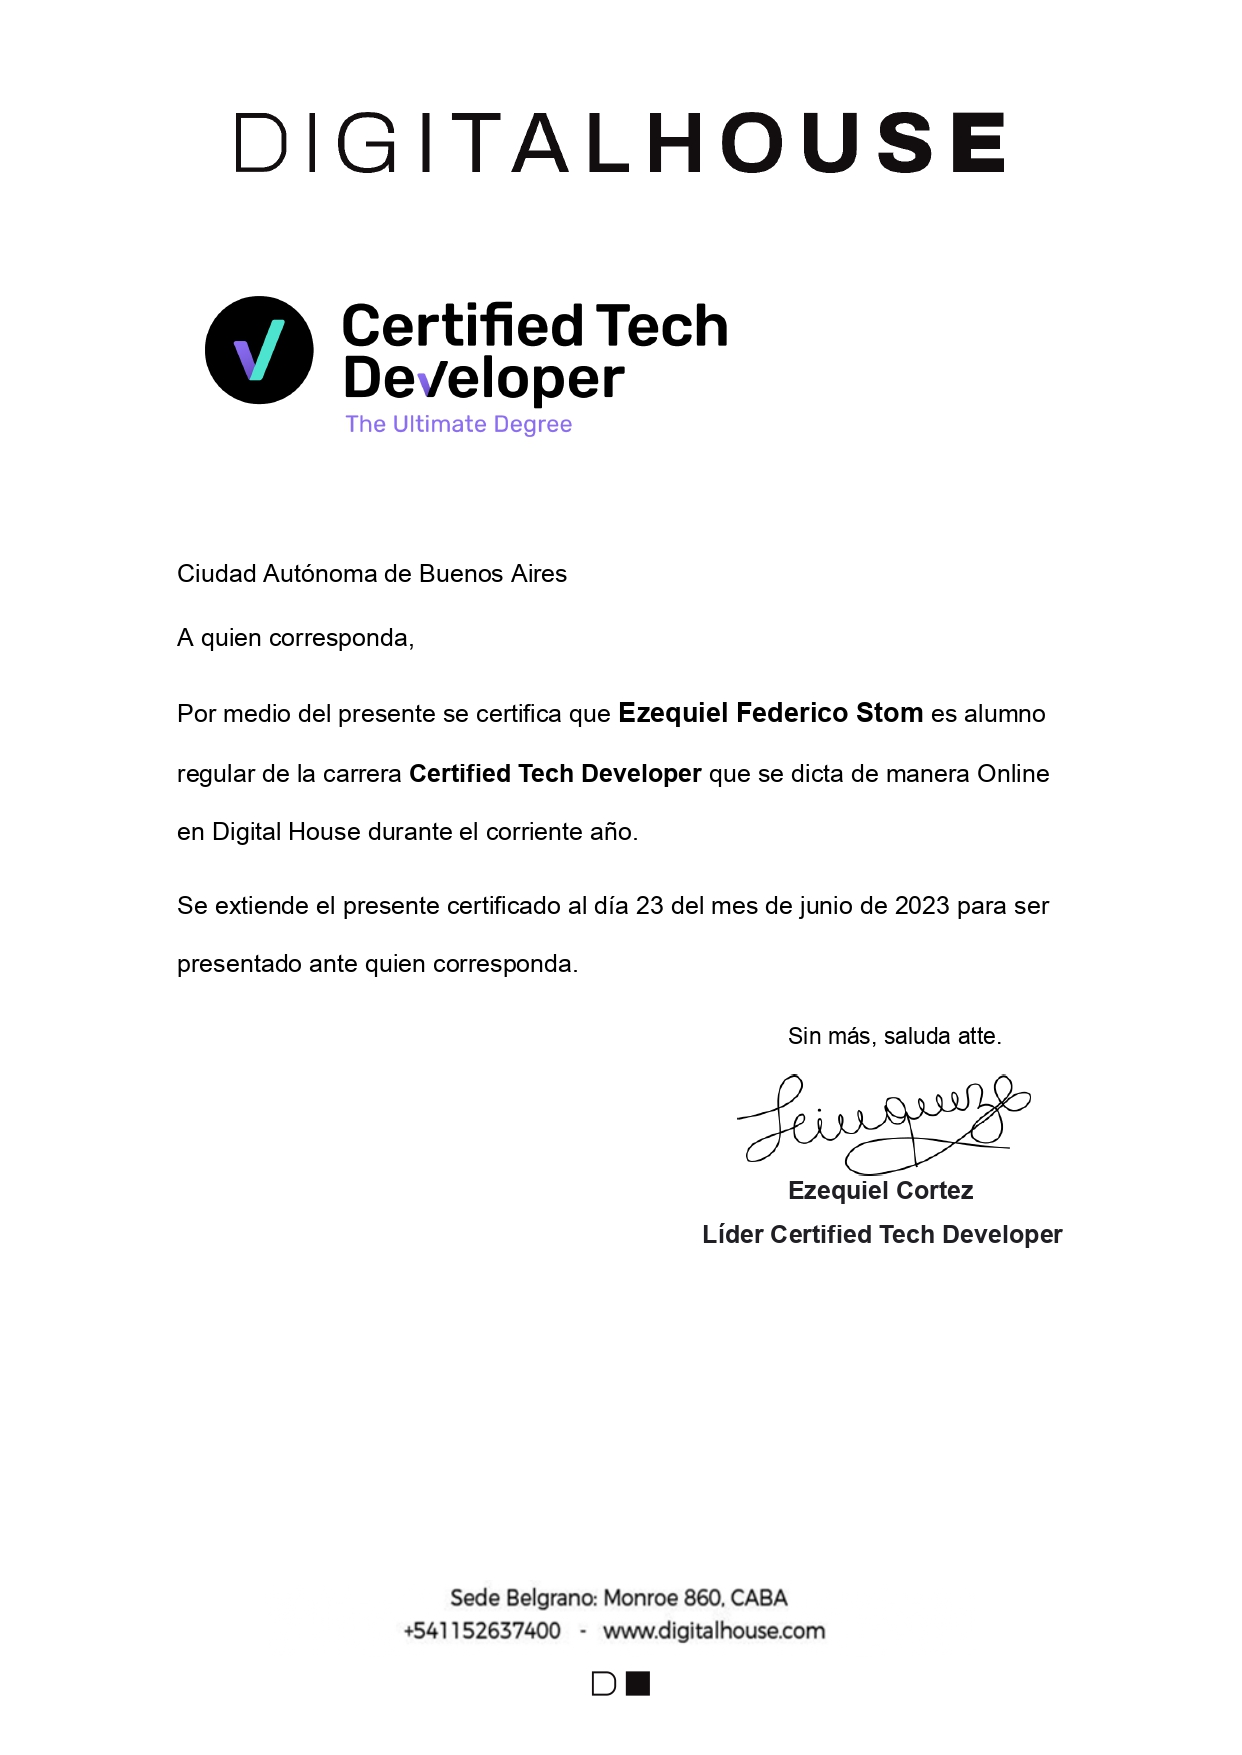 DIGITALHOUSE
Certified Tech
Developer
The Ultimate Degree
Ciudad Autónoma de Buenos Aires
A quien corresponda,
Por medio del presente se certifica que Ezequiel Federico Stom es alumno
regular de la carrera Certified Tech Developer que se dicta de manera Online
en Digital House durante el corriente año.
Se extiende el presente certificado al día 23 del mes de junio de 2023 para ser
presentado ante quien corresponda.
Sin más, saluda atte.
Ezequiel Cortez
Líder Certified Tech Developer
Sede Belgrano: Monroe 860, CABA
+541152637400 - www.digitalhouse.com
D